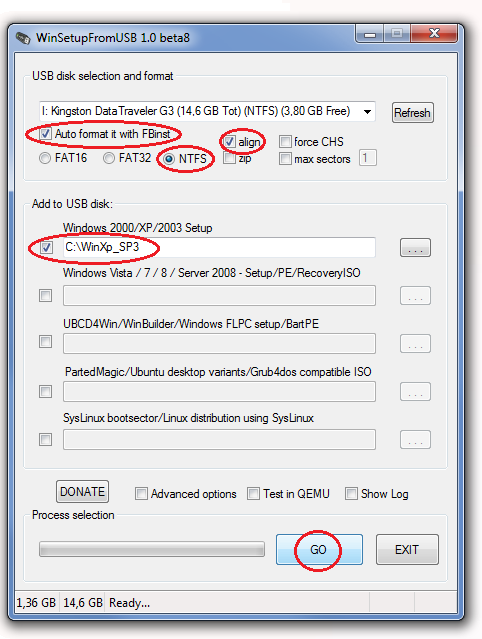 WinSetupFromUSB 1.0 beta8
USB disk selection and format
I: Kingston DataTraveler G3 (14,6 GB Tot) (NTFS) (3,80 GB Free)
Refresh
Auto format it with FBinst
align
force CHS
FAT16
FAT32
NTFS
zip
max sectors
1
Add to USB disk:
Windows 2000/XP/2003 Setup
C:\WinXp_SP3
. . .
Windows Vista / 7 / 8 / Server 2008 - Setup/PE/RecoveryISO
. . .
UBCD4Win/WinBuilder/Windows FLPC setup/BartPE
. . .
PartedMagic/Ubuntu desktop variants/Grub4dos compatible ISO
. . .
SysLinux bootsector/Linux distribution using SysLinux
. . .
DONATE
Advanced options
Test in QEMU
Show Log
Process selection
GO
EXIT
1,36 GB
14,6 GB
Ready...